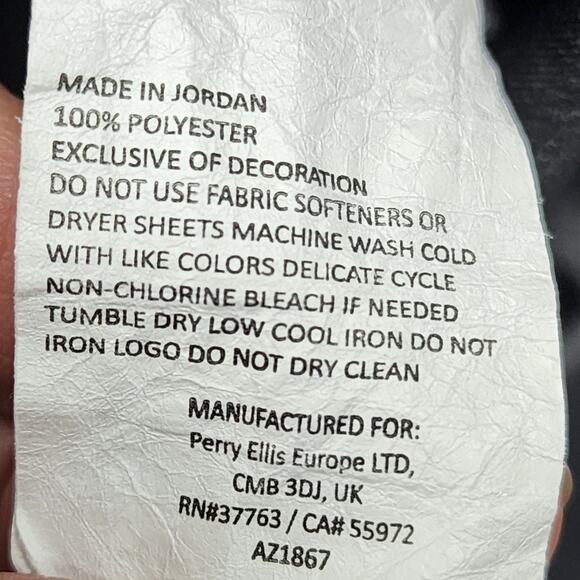 MADE IN JORDAN
100% POLYESTER
EXCLUSIVE OF DECORATION
DO NOT USE FABRIC SOFTENERS OR
DRYER SHEETS MACHINE WASH COLD
WITH LIKE COLORS DELICATE CYCLE
NON-CHLORINE BLEACH IF NEEDED
TUMBLE DRY LOW COOL IRON DO NOT
IRON LOGO DO NOT DRY CLEAN
MANUFACTURED FOR:
Perry Ellis Europe LTD,
CMB 3DJ, UK
RN#37763 / CA# 55972
AZ1867